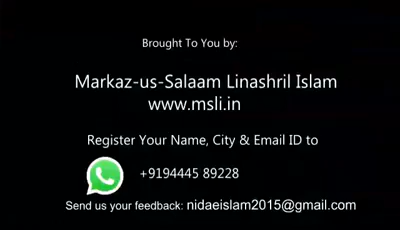 Brought To You by:
Markaz-us-Salaam Linashril Islam
www.msli.in
Register Your Name, City & Email ID to
+9194445 89228
Send us your feedback: nidaeislam2015@gmail.com